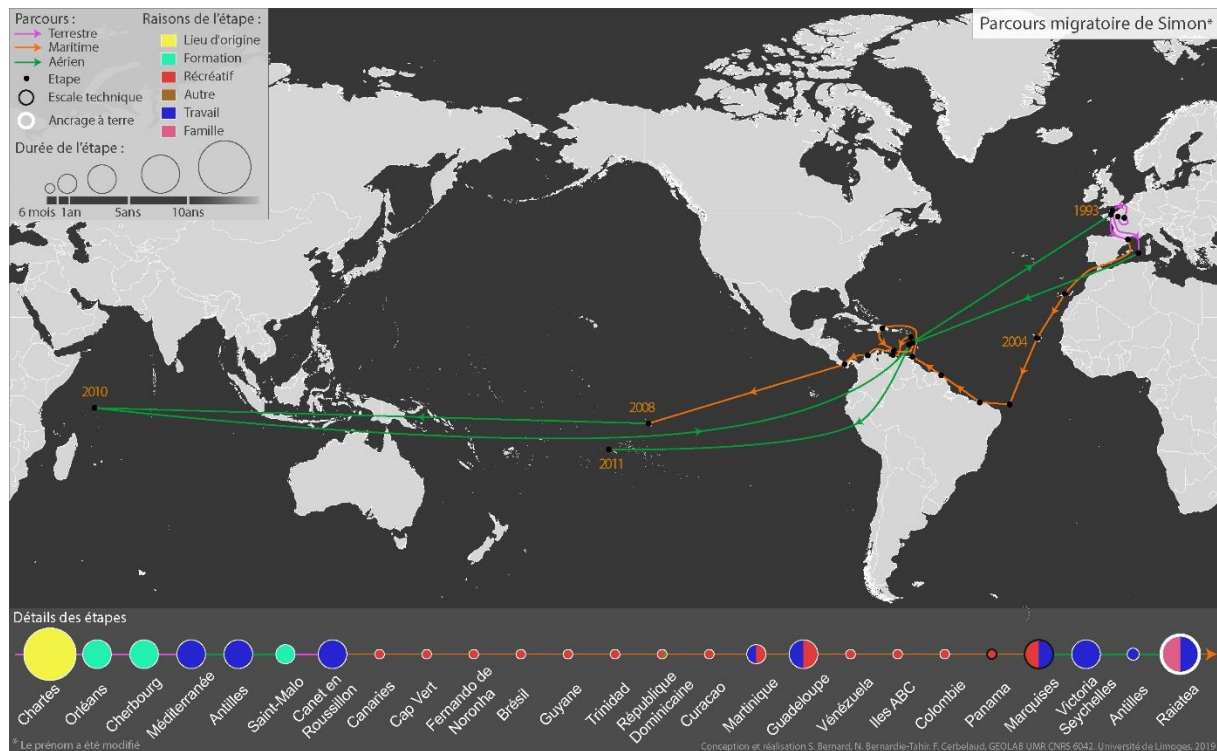 Parcours :
Terrestre
Maritime
Aérien
Etape
Escale technique
Ancrage à terre
Raisons de l'étape :
Lieu d'origine
Formation
Récréatif
Autre
Travail
Famille
Durée de l'étape :
6 mois 1an 5ans 10ans
Parcours migratoire de Simon*
1993
2004
2010
2008
2011
Détails des étapes
Chartes
Orléans
Cherbourg
Méditerranée
Antilles
Saint-Malo
Canel en
Roussillon
Canaries
Cap Vert
Fernando de
Noronha
Brésil
Guyane
Trinidad
République
Dominicaine
Curacao
Martinique
Guadeloupe
Vénézuela
Iles ABC
Colombie
Panama
Marquises
Victoria
Seychelles
Antilles
Raiatea
* Le prénom a été modifié
Conception et réalisation S. Bernard, N. Bernardie-Tahir, F. Cerbelaud, GEOLAB UMR CNRS 6042, Université de Limoges, 2019